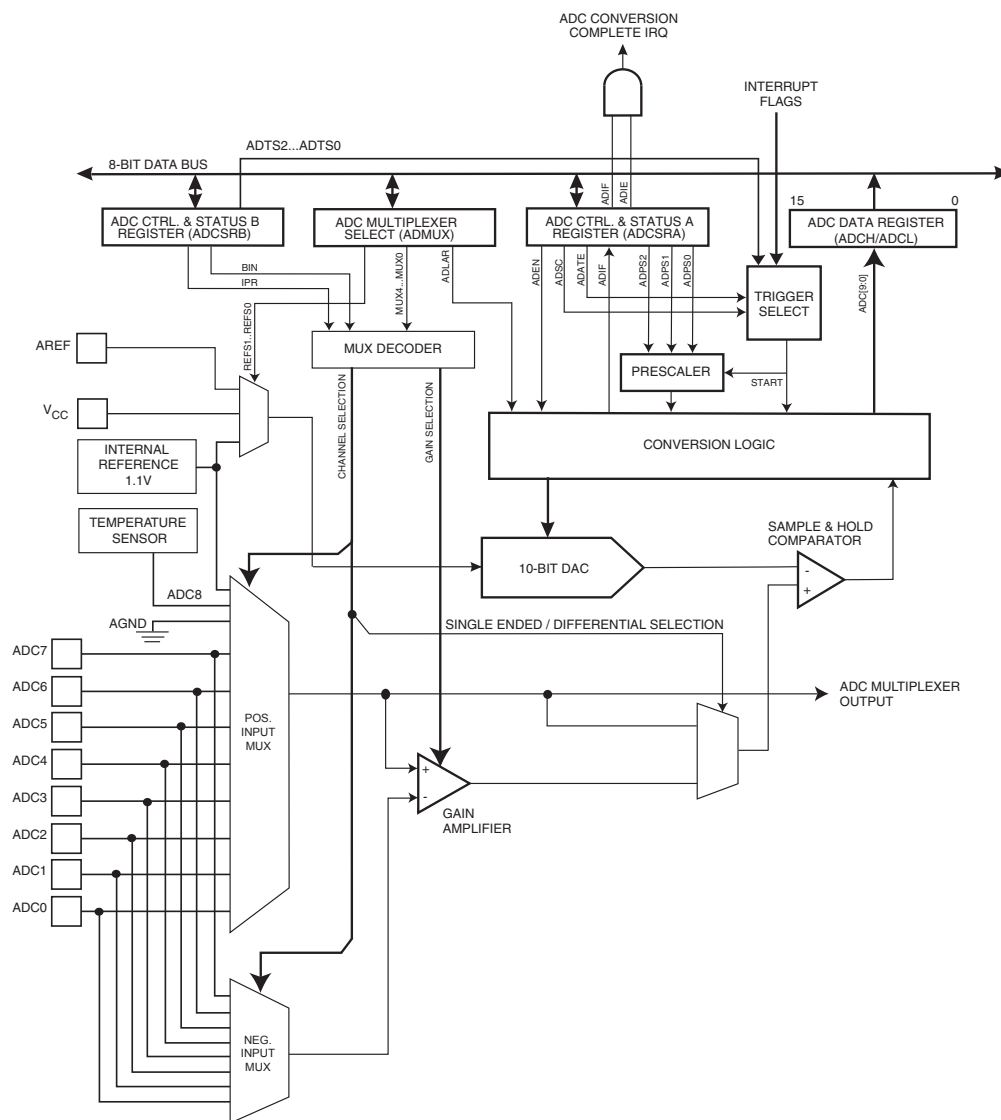 ADC CONVERSION
COMPLETE IRQ
INTERRUPT
FLAGS
ADTS2...ADTS0
8-BIT DATA BUS
ADIF
ADIE
15
0
ADC CTRL. & STATUS B
REGISTER (ADCSRB)
ADC MULTIPLEXER
SELECT (ADMUX)
ADC CTRL. & STATUS A
REGISTER (ADCSRA)
ADC DATA REGISTER
(ADCH/ADCL)
BIN
IPR
REFS1..REFS0
MUX4...MUX0
ADLAR
ADEN
ADSC
ADATE
ADIF
ADPS2
ADPS1
ADPS0
ADC[9:0]
TRIGGER
SELECT
MUX DECODER
PRESCALER
START
AREF
VCC
CHANNEL SELECTION
GAIN SELECTION
CONVERSION LOGIC
INTERNAL
REFERENCE
1.1V
TEMPERATURE
SENSOR
SAMPLE & HOLD
COMPARATOR
10-BIT DAC
-
+
ADC8
AGND
SINGLE ENDED / DIFFERENTIAL SELECTION
ADC7
ADC6
ADC5
ADC4
ADC3
ADC2
ADC1
ADC0
POS.
INPUT
MUX
ADC MULTIPLEXER
OUTPUT
+
-
GAIN
AMPLIFIER
NEG.
INPUT
MUX